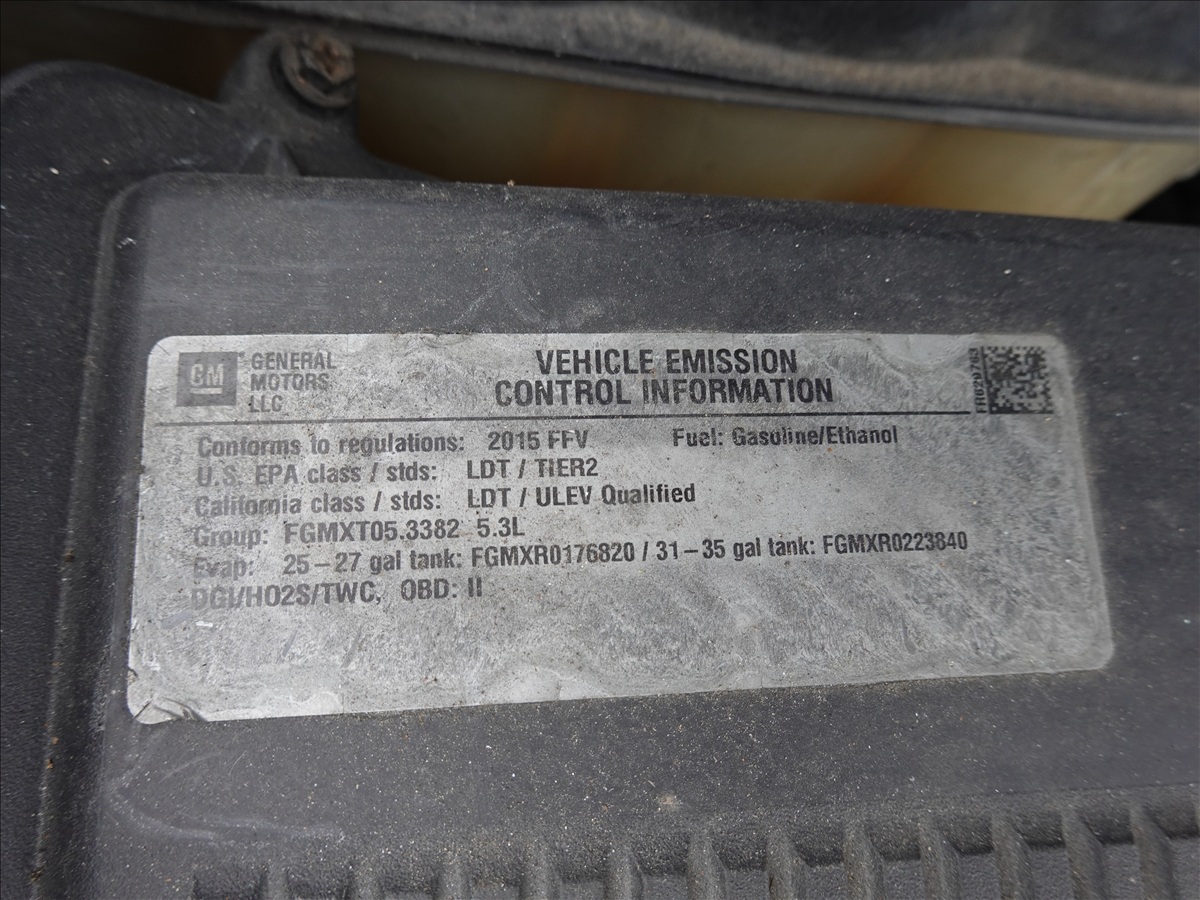 GM
GENERAL
MOTORS
LLC
VEHICLE EMISSION
CONTROL INFORMATION
Conforms to regulations: 2015 FFV Fuel: Gasoline/Ethanol
U.S. EPA class / stds: LDT / TIER2
California class / stds: LDT / ULEV Qualified
Group: FGMXT05.3382 5.3L
Evap: 25-27 gal tank: FGMXR0176820 / 31-35 gal tank: FGMXR0223840
DGI/HO2S/TWC, OBD: II